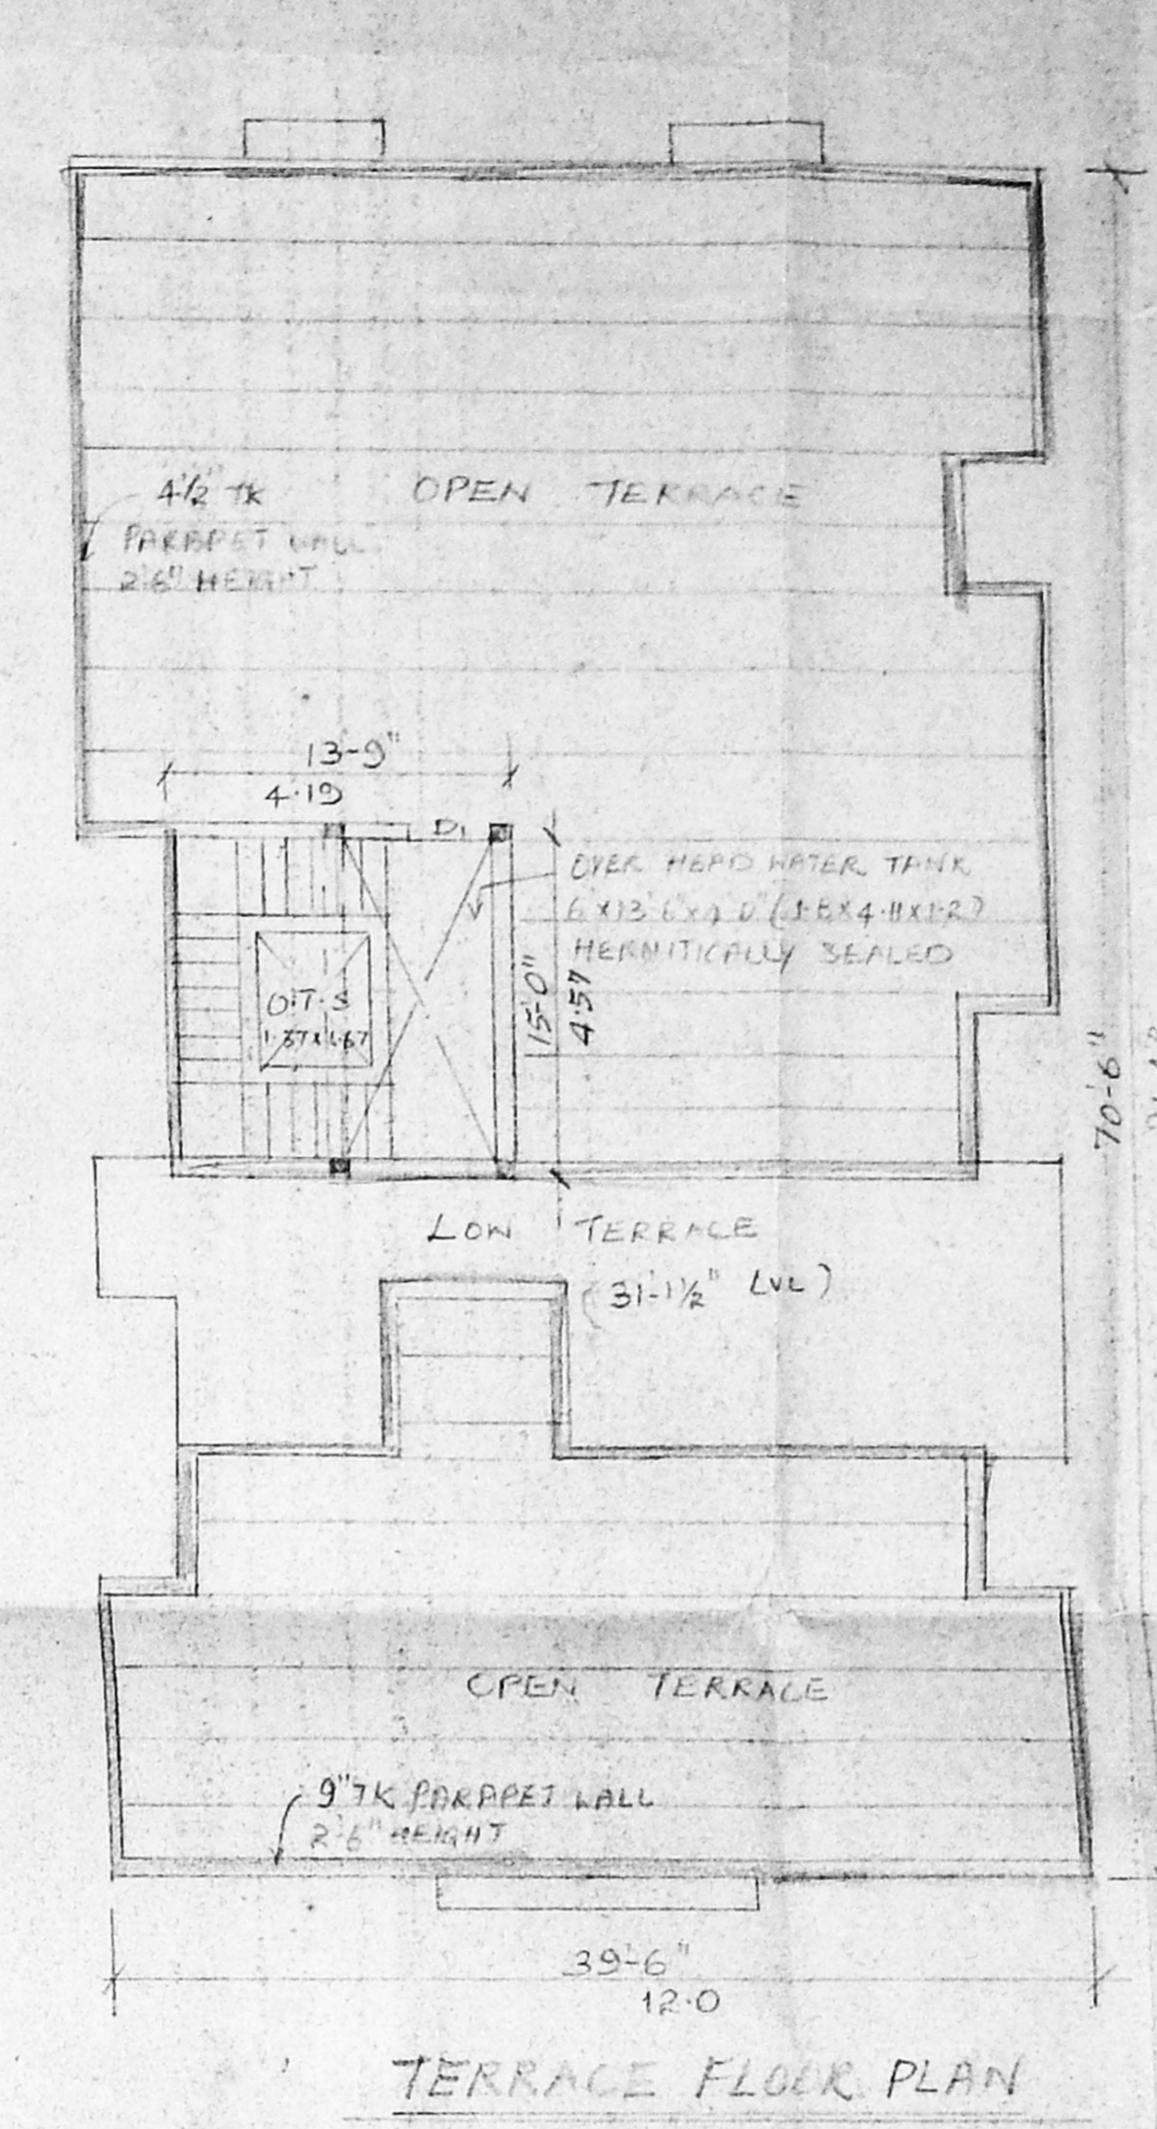 4½" TK
PARAPET WALL
2'6" HEIGHT
OPEN TERRACE
13'-9"
4.19
D1
OVER HEAD WATER TANK
6'X13'6"X4'0" (1.8X4.11X1.2)
HERMITICALLY SEALED
O.T.S
1.37X1.67
15'-0"
4.57
70'-6"
LOW TERRACE
(31'-1½" LVL)
OPEN TERRACE
9" TK PARAPET WALL
2'6" HEIGHT
39'-6"
12.0
TERRACE FLOOR PLAN